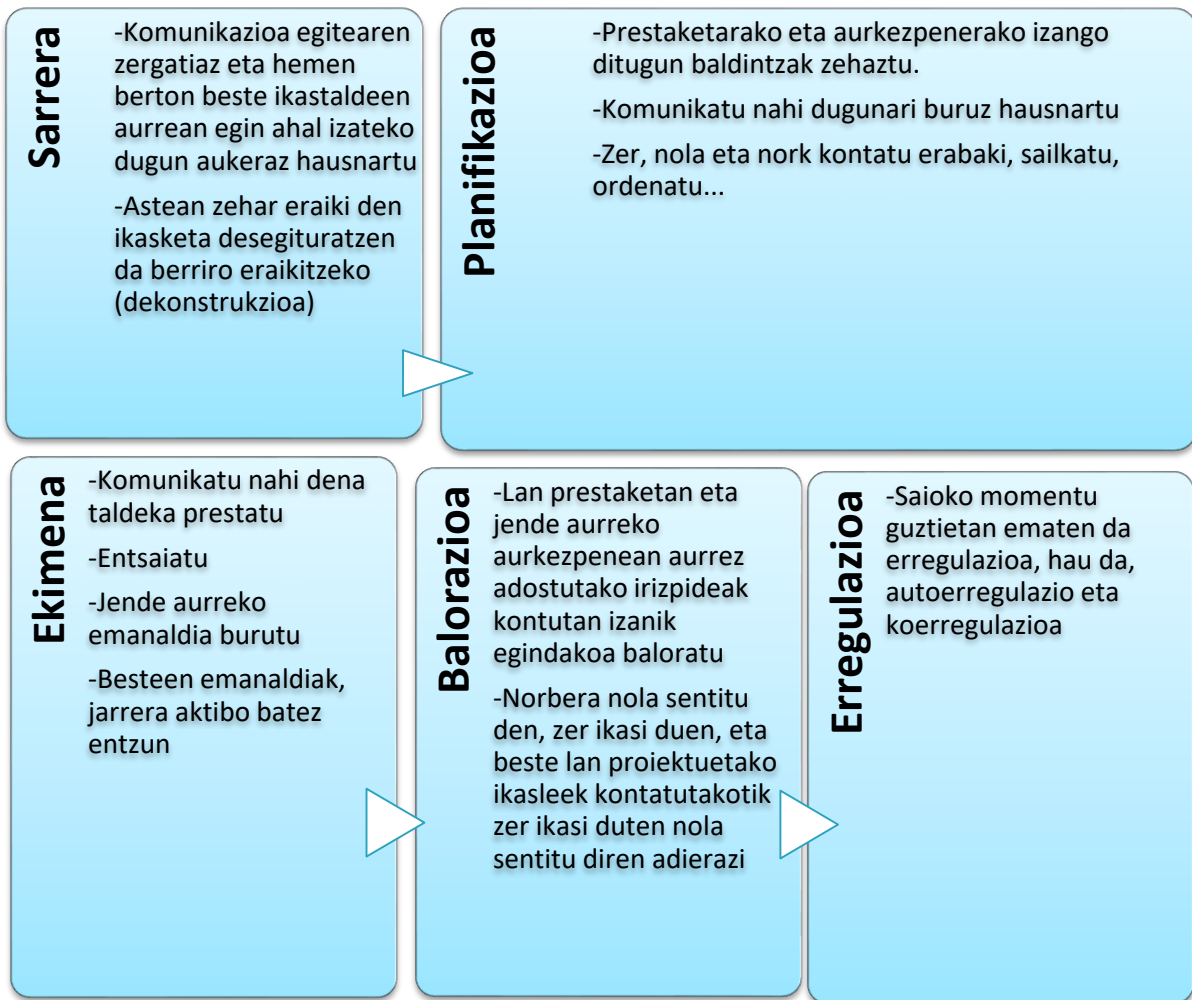 Sarrera
-Komunikazioa egitearen
zergatiaz eta hemen
berton beste ikastaldeen
aurrean egin ahal izateko
dugun aukeraz hausnartu
-Astean zehar eraiki den
ikasketa desegituratzen
da berriro eraikitzeko
(dekonstrukzioa)
Planifikazioa
-Prestaketarako eta aurkezpenerako izango
ditugun baldintzak zehaztu.
-Komunikatu nahi dugunari buruz hausnartu
-Zer, nola eta nork kontatu erabaki, sailkatu,
ordenatu...
Ekimena
-Komunikatu nahi dena
taldeka prestatu
-Entsaiatu
-Jende aurreko
emanaldia burutu
-Besteen emanaldiak,
jarrera aktibo batez
entzun
Balorazioa
-Lan prestaketan eta
jende aurreko
aurkezpenean aurrez
adostutako irizpideak
kontutan izanik
egindakoa baloratu
-Norbera nola sentitu
den, zer ikasi duen, eta
beste lan proiektuetako
ikasleek kontatutakotik
zer ikasi duten nola
sentitu diren adierazi
Erregulazioa
-Saioko momentu
guztietan ematen da
erregulazioa, hau da,
autoerregulazio eta
koerregulazioa